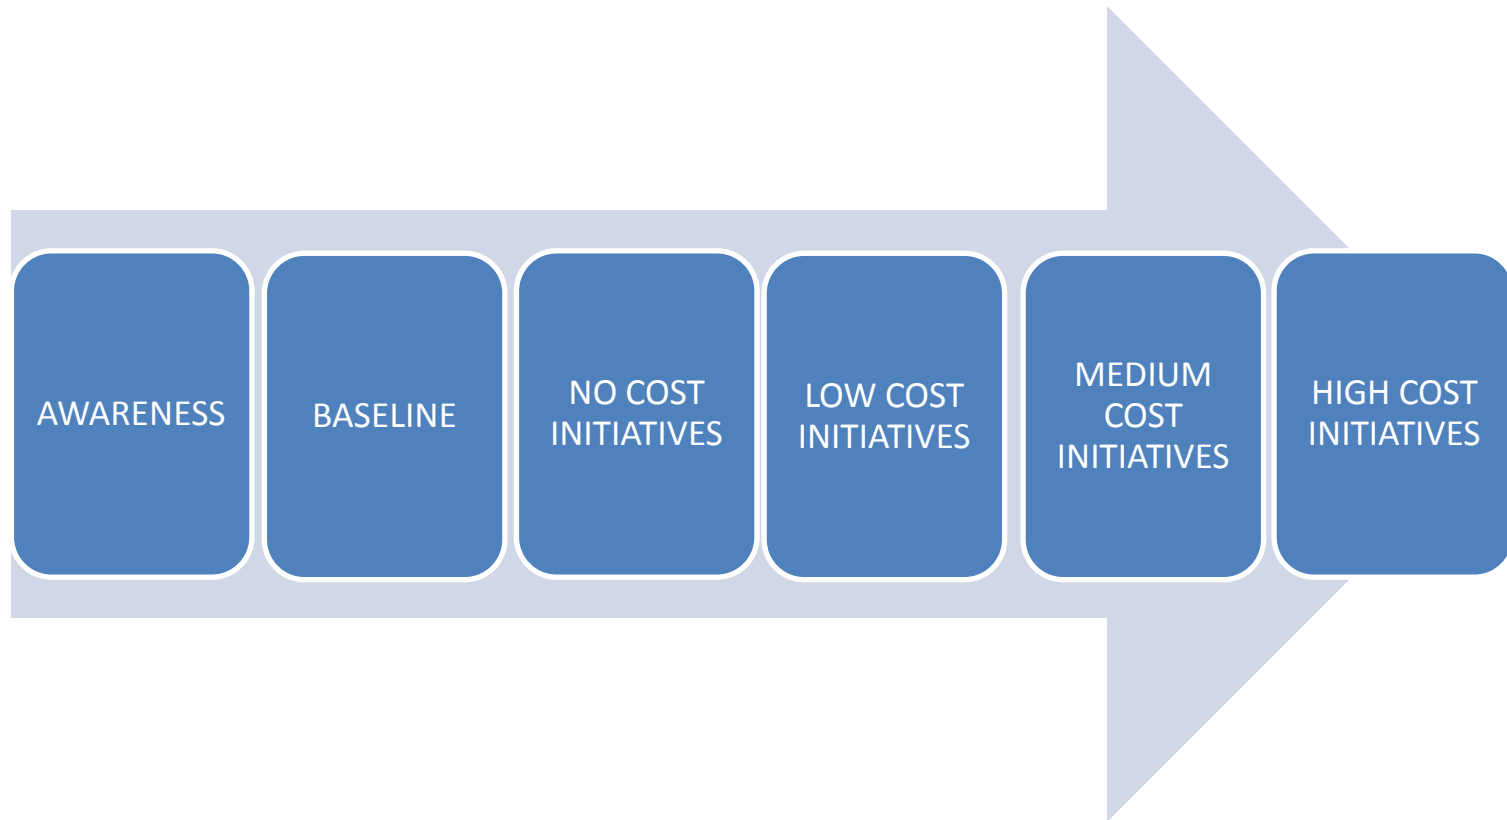 AWARENESS
BASELINE
NO COST
INITIATIVES
LOW COST
INITIATIVES
MEDIUM
COST
INITIATIVES
HIGH COST
INITIATIVES